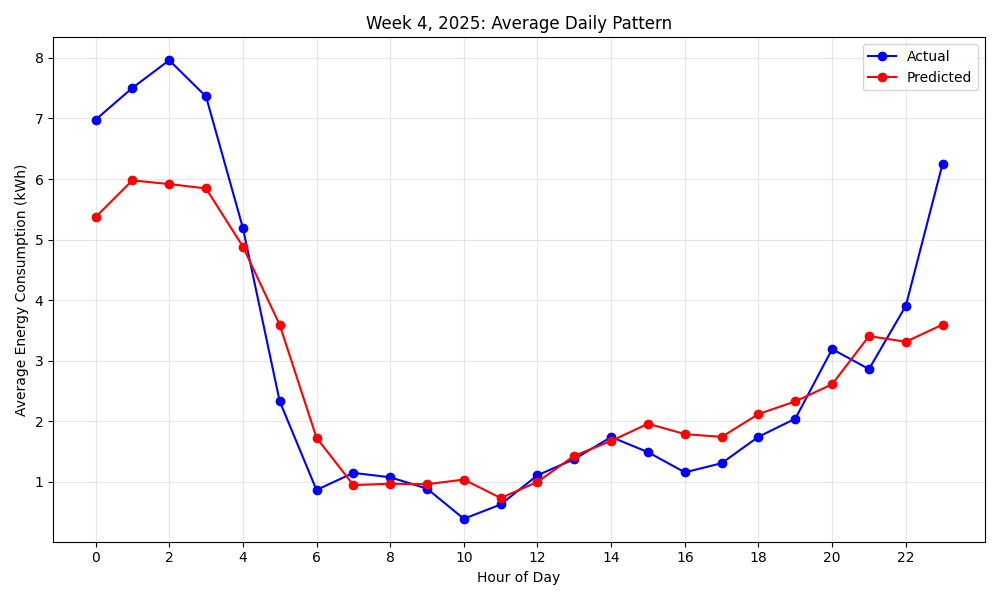 Week 4, 2025: Average Daily Pattern
Actual
Predicted
Average Energy Consumption (kWh)
8
7
6
5
4
3
2
1
0 2 4 6 8 10 12 14 16 18 20 22
Hour of Day